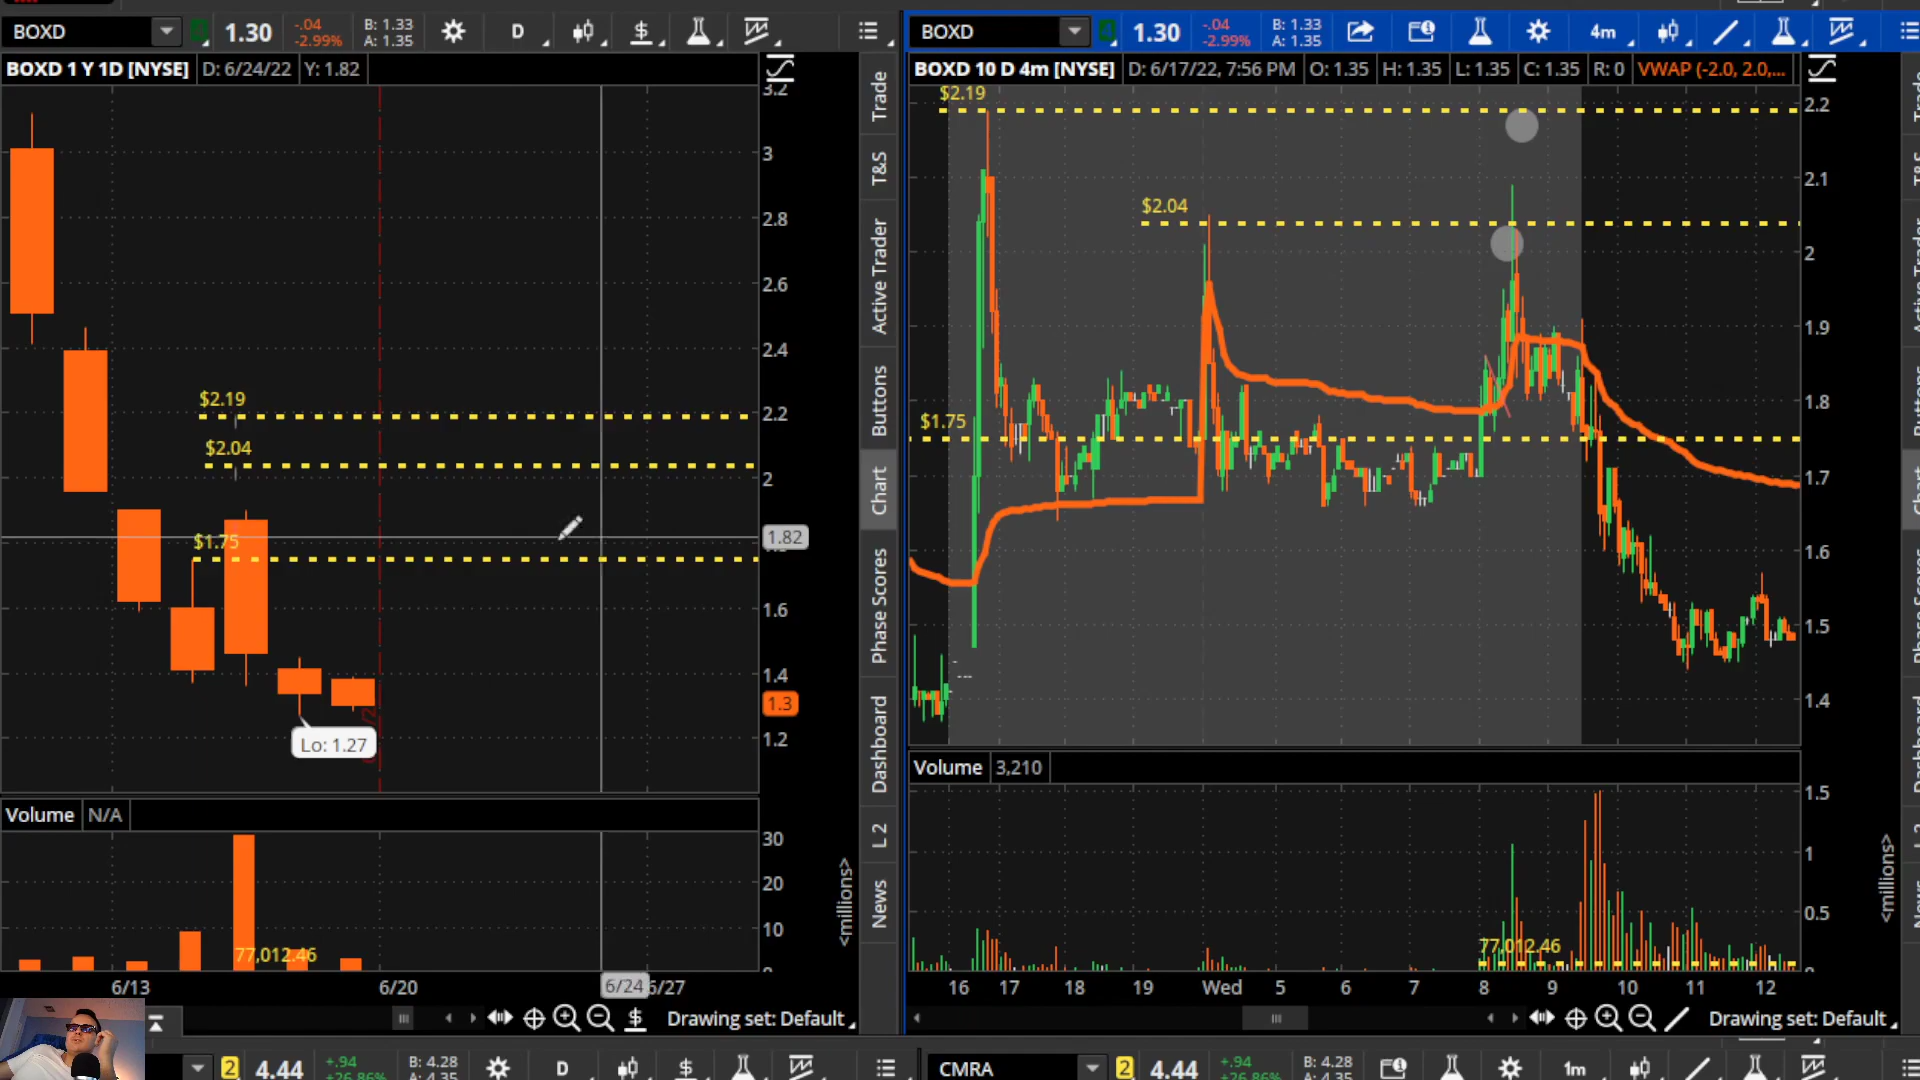 BOXD 1.30 -.04 -2.99% B: 1.33 A: 1.35 D
BOXD 1 Y 1D [NYSE] D: 6/24/22 Y: 1.82
3.2
3
2.8
2.6
2.4
2.2
2
1.82
1.6
1.4
1.3
1.2
$2.19
$2.04
$1.75
Lo: 1.27
Volume N/A
30
20
10
<millions>
77,012.46
6/13 6/20 6/24 6/27
Drawing set: Default
Trade
T&S
Active Trader
Buttons
Chart
Phase Scores
Dashboard
L 2
News
BOXD 1.30 -.04 -2.99% B: 1.33 A: 1.35 4m
BOXD 10 D 4m [NYSE] D: 6/17/22, 7:56 PM O: 1.35 H: 1.35 L: 1.35 C: 1.35 R: 0 VWAP (-2.0, 2.0,...
$2.19
$2.04
$1.75
2.2
2.1
2
1.9
1.8
1.7
1.6
1.5
1.4
Volume 3,210
1.5
1
0.5
<millions>
77,012.46
16 17 18 19 Wed 5 6 7 8 9 10 11 12
Drawing set: Default
2 4.44 +.94 +26.86% B: 4.28 A: 4.35 D
CMRA 2 4.44 +.94 +26.86% B: 4.28 A: 4.35 1m